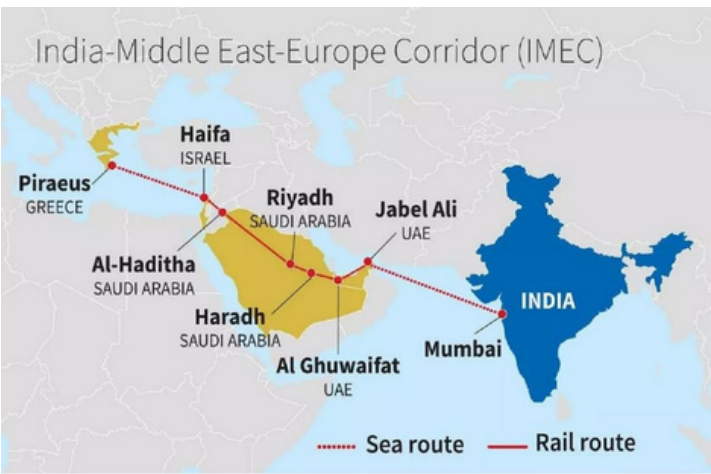 India-Middle East-Europe Corridor (IMEC)
Haifa
ISRAEL
Piraeus
GREECE
Riyadh
SAUDI ARABIA
Jabel Ali
UAE
Al-Haditha
SAUDI ARABIA
Haradh
SAUDI ARABIA
Al Ghuwaifat
UAE
INDIA
Mumbai
Sea route
Rail route